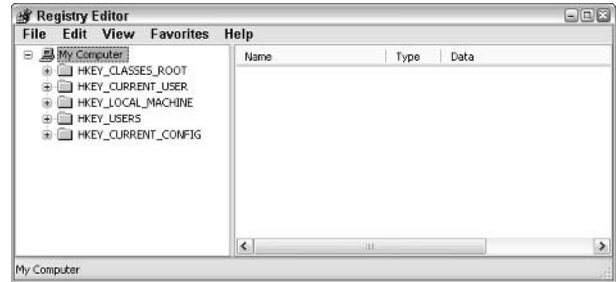 Registry Editor
File Edit View Favorites Help
My Computer
HKEY_CLASSES_ROOT
HKEY_CURRENT_USER
HKEY_LOCAL_MACHINE
HKEY_USERS
HKEY_CURRENT_CONFIG
Name Type Data
My Computer